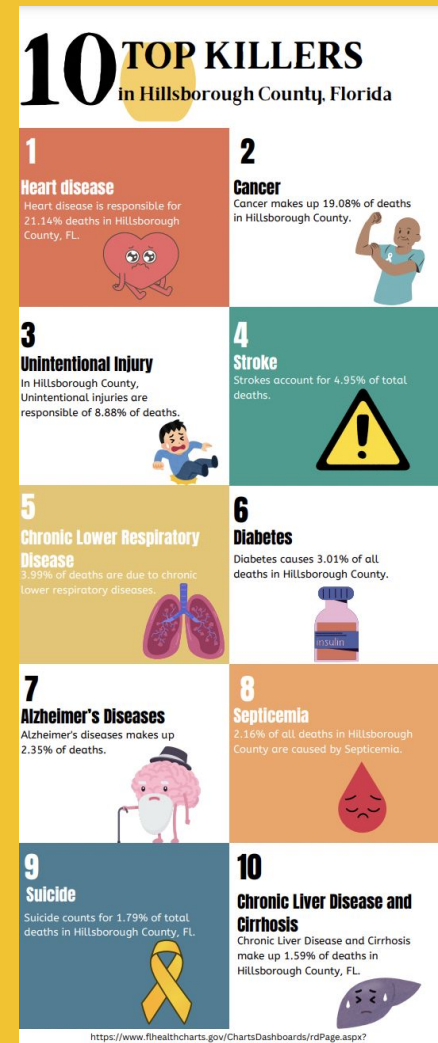 10 TOP KILLERS
in Hillsborough County, Florida
1
Heart disease
Heart disease is responsible for
21.14% deaths in Hillsborough
County, FL.
2
Cancer
Cancer makes up 19.08% of deaths
in Hillsborough County.
3
Unintentional Injury
In Hillsborough County,
Unintentional injuries are
responsible of 8.88% of deaths.
4
Stroke
Strokes account for 4.95% of total
deaths.
5
Chronic Lower Respiratory
Disease
3.99% of deaths are due to chronic
lower respiratory diseases.
6
Diabetes
Diabetes causes 3.01% of all
deaths in Hillsborough County.
insulin
7
Alzheimer's Diseases
Alzheimer's diseases makes up
2.35% of deaths.
8
Septicemia
2.16% of all deaths in Hillsborough
County are caused by Septicemia.
9
Suicide
Suicide counts for 1.79% of total
deaths in Hillsborough County, FL.
10
Chronic Liver Disease and
Cirrhosis
Chronic Liver Disease and Cirrhosis
make up 1.59% of deaths in
Hillsborough County, FL.
https://www.flhealthcharts.gov/ChartsDashboards/rdPage.aspx?